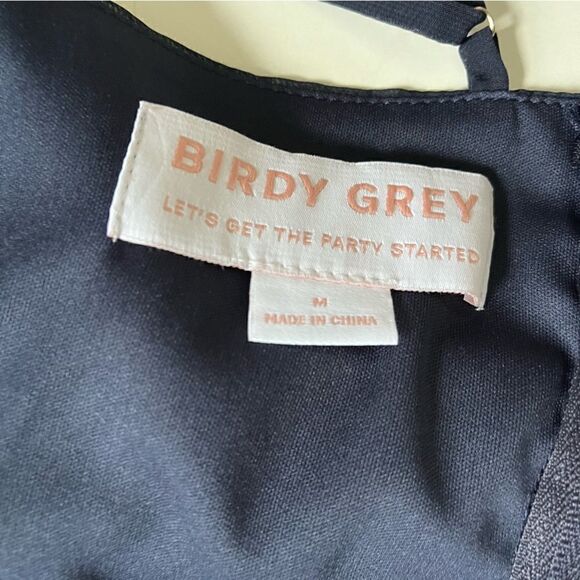 BIRDY GREY
LET'S GET THE PARTY STARTED
M
MADE IN CHINA